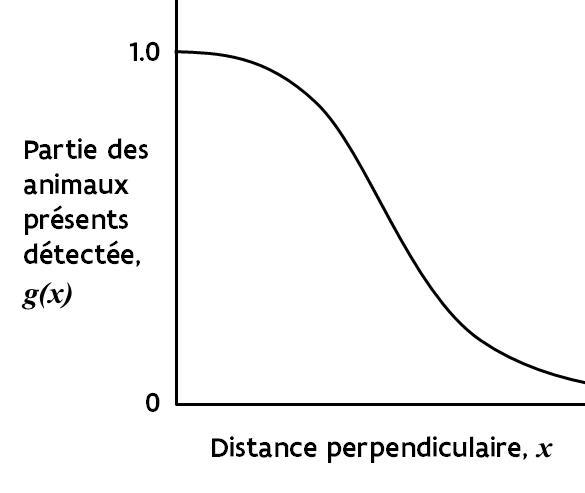 1.0
Partie des
animaux
présents
détectée,
g(x)
0
Distance perpendiculaire, x